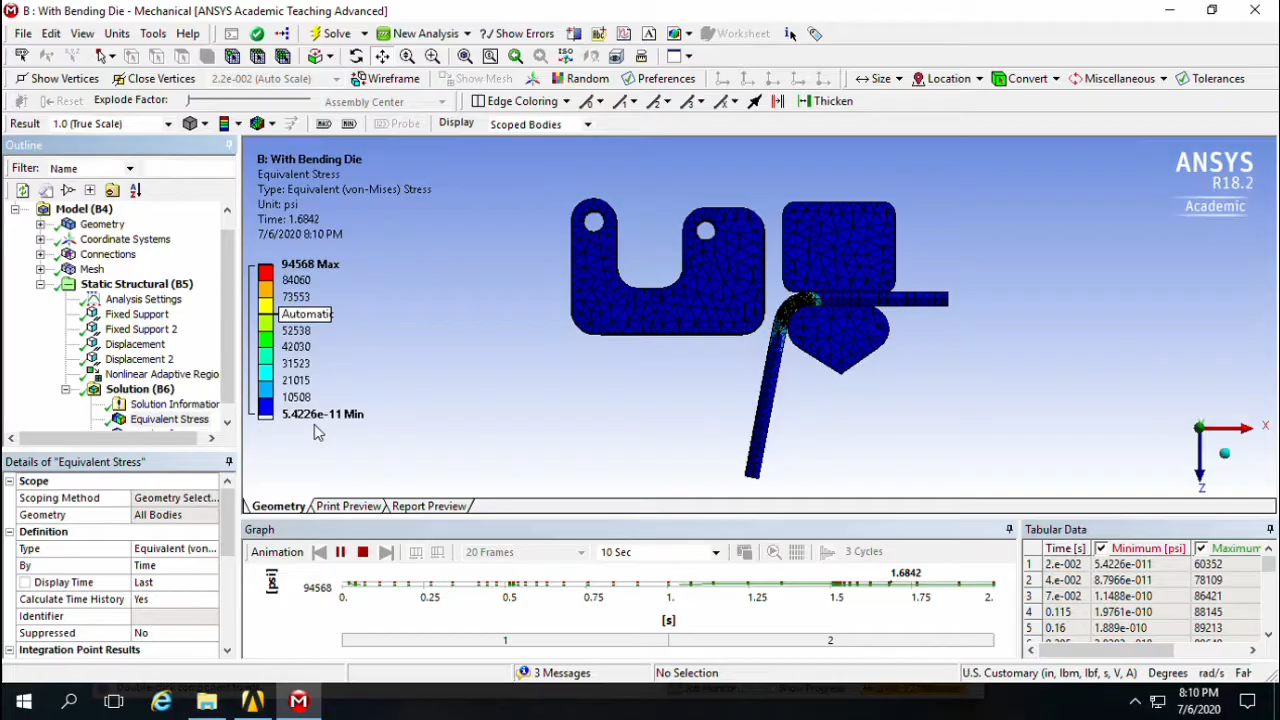 B : With Bending Die - Mechanical [ANSYS Academic Teaching Advanced]
File Edit View Units Tools Help Solve New Analysis ?/ Show Errors Worksheet
Show Vertices Close Vertices 2.2e-002 (Auto Scale) Wireframe Show Mesh Random Preferences Size Location Convert Miscellaneous Tolerances
Reset Explode Factor: Assembly Center Edge Coloring Thicken
Result 1.0 (True Scale) MAX MIN Probe Display Scoped Bodies
Outline
Filter: Name
Model (B4)
Geometry
Coordinate Systems
Connections
Mesh
Static Structural (B5)
Analysis Settings
Fixed Support
Fixed Support 2
Displacement
Displacement 2
Nonlinear Adaptive Regio
Solution (B6)
Solution Information
Equivalent Stress
B: With Bending Die
Equivalent Stress
Type: Equivalent (von-Mises) Stress
Unit: psi
Time: 1.6842
7/6/2020 8:10 PM
94568 Max
84060
73553
Automatic
52538
42030
31523
21015
10508
5.4226e-11 Min
ANSYS
R18.2
Academic
X
Z
Geometry Print Preview Report Preview
Details of "Equivalent Stress"
Scope
Scoping Method Geometry Select...
Geometry All Bodies
Definition
Type Equivalent (von...
By Time
Display Time Last
Calculate Time History Yes
Identifier
Suppressed No
Integration Point Results
Graph
Animation 20 Frames 10 Sec 3 Cycles
1.6842
[psi]
94568
0. 0.25 0.5 0.75 1. 1.25 1.5 1.75 2.
[s]
1 2
Tabular Data
Time [s] Minimum [psi] Maximum
1 2.e-002 5.4226e-011 60352
2 4.e-002 8.7966e-011 78109
3 7.e-002 1.1488e-010 86421
4 0.115 1.9761e-010 88145
5 0.16 1.889e-010 89213
3 Messages No Selection U.S. Customary (in, lbm, lbf, s, V, A) Degrees rad/s Fah
8:10 PM
7/6/2020